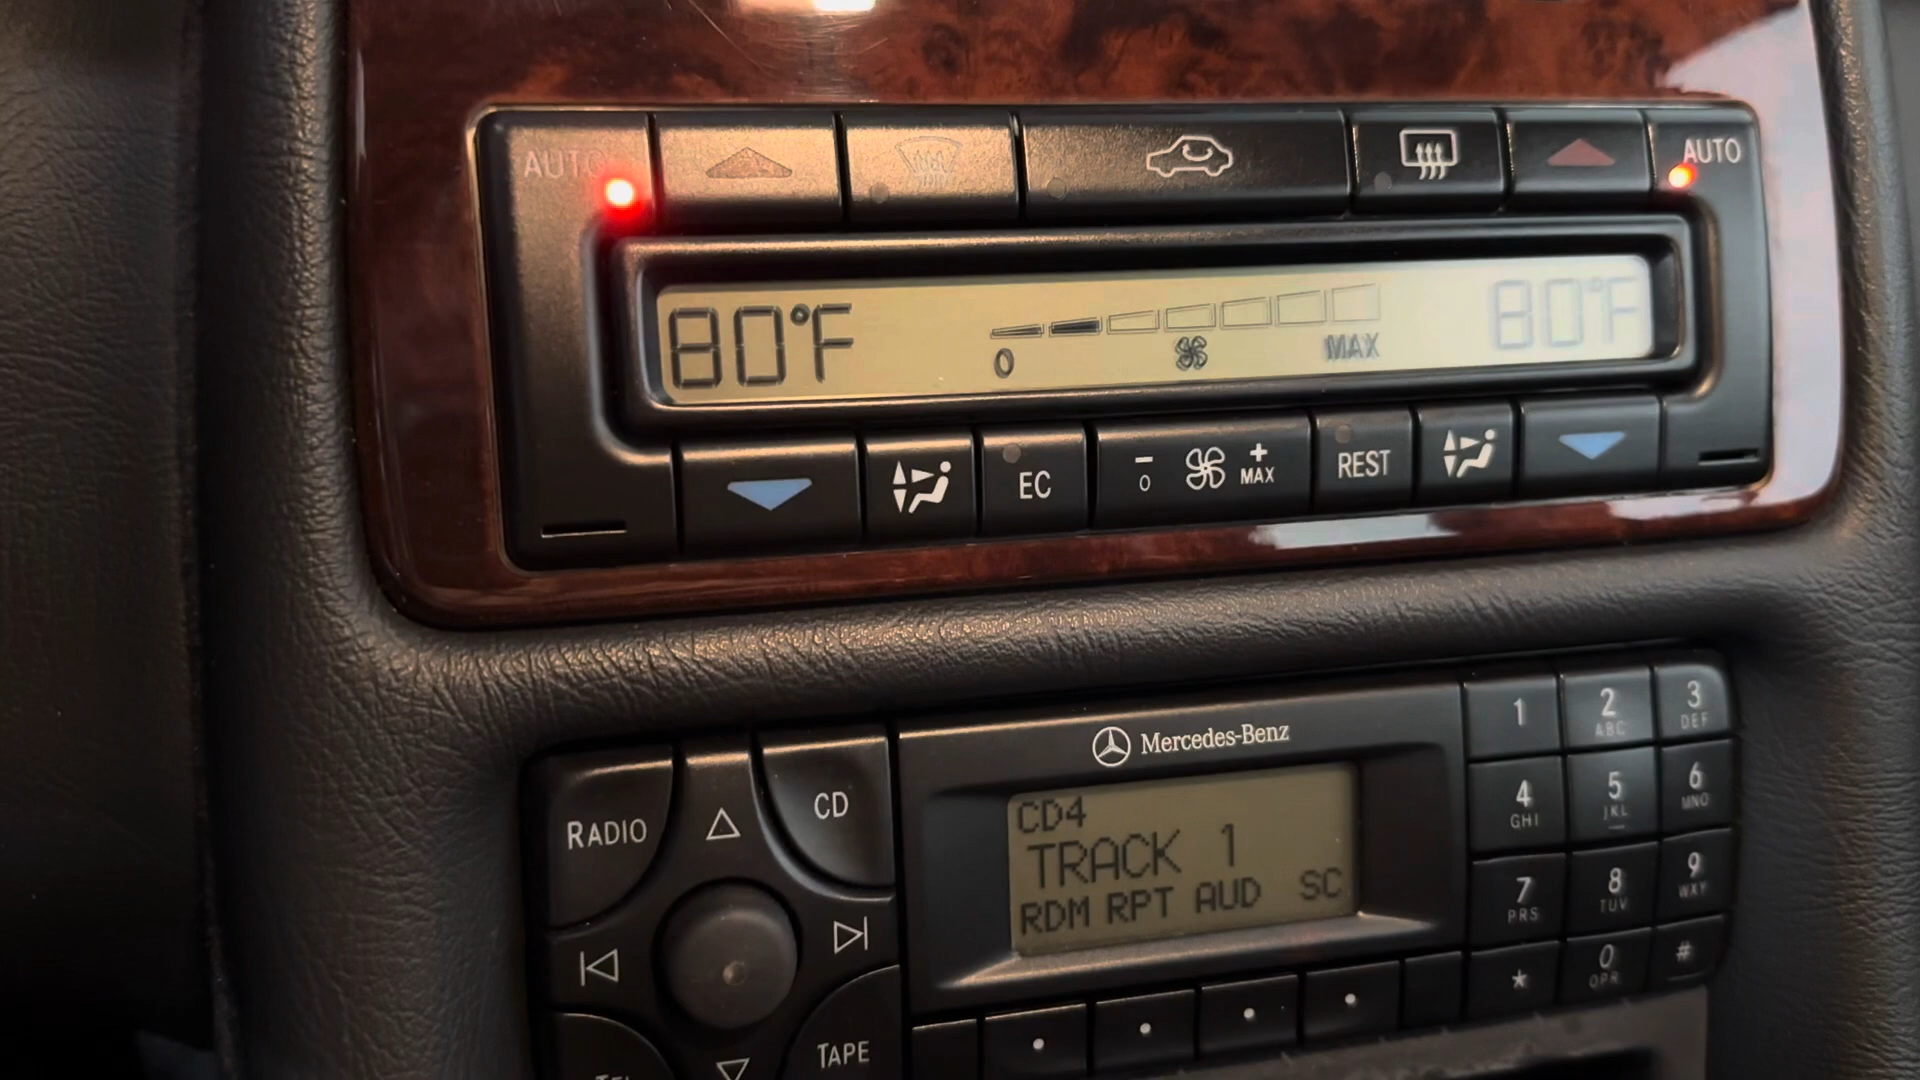 AUTO
AUTO
80°F
80°F
0
MAX
EC
- 0
+ MAX
REST
Mercedes-Benz
RADIO
CD
CD4
TRACK 1
RDM RPT AUD SC
TAPE
1
2 ABC
3 DEF
4 GHI
5 JKL
6 MNO
7 PRS
8 TUV
9 WXY
*
0 OPR
#